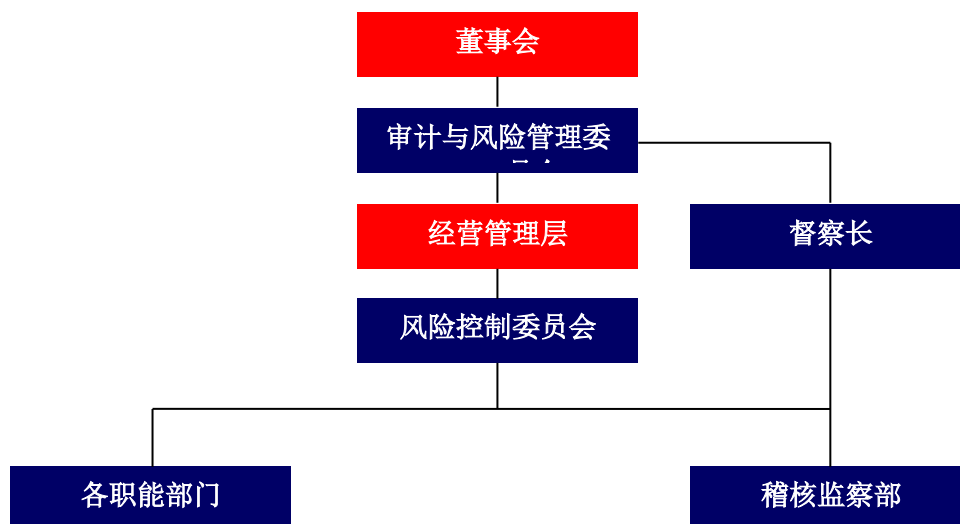 董事会
审计与风险管理委
经营管理层
督察长
风险控制委员会
各职能部门
稽核监察部